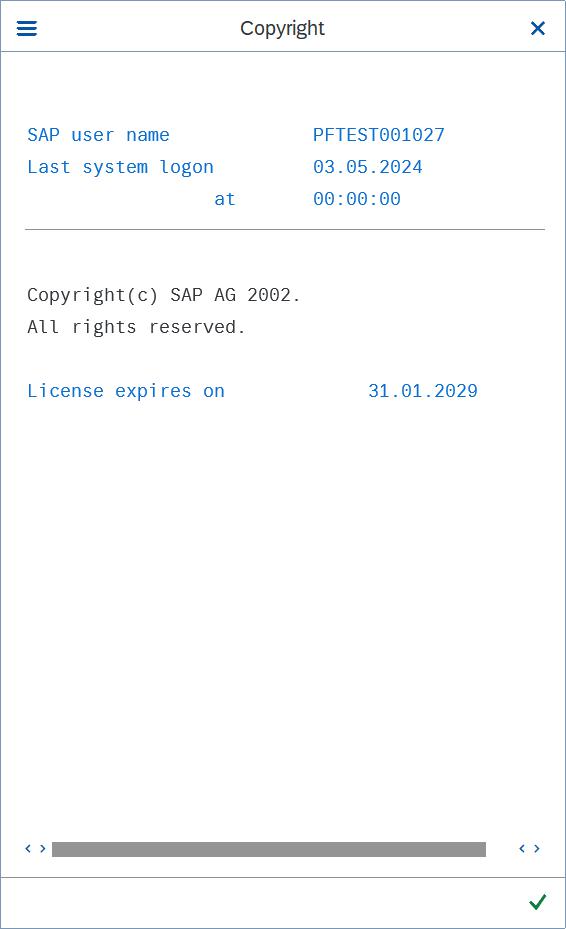 Copyright
SAP user name PFTEST001027
Last system logon 03.05.2024
at 00:00:00
Copyright(c) SAP AG 2002.
All rights reserved.
License expires on 31.01.2029